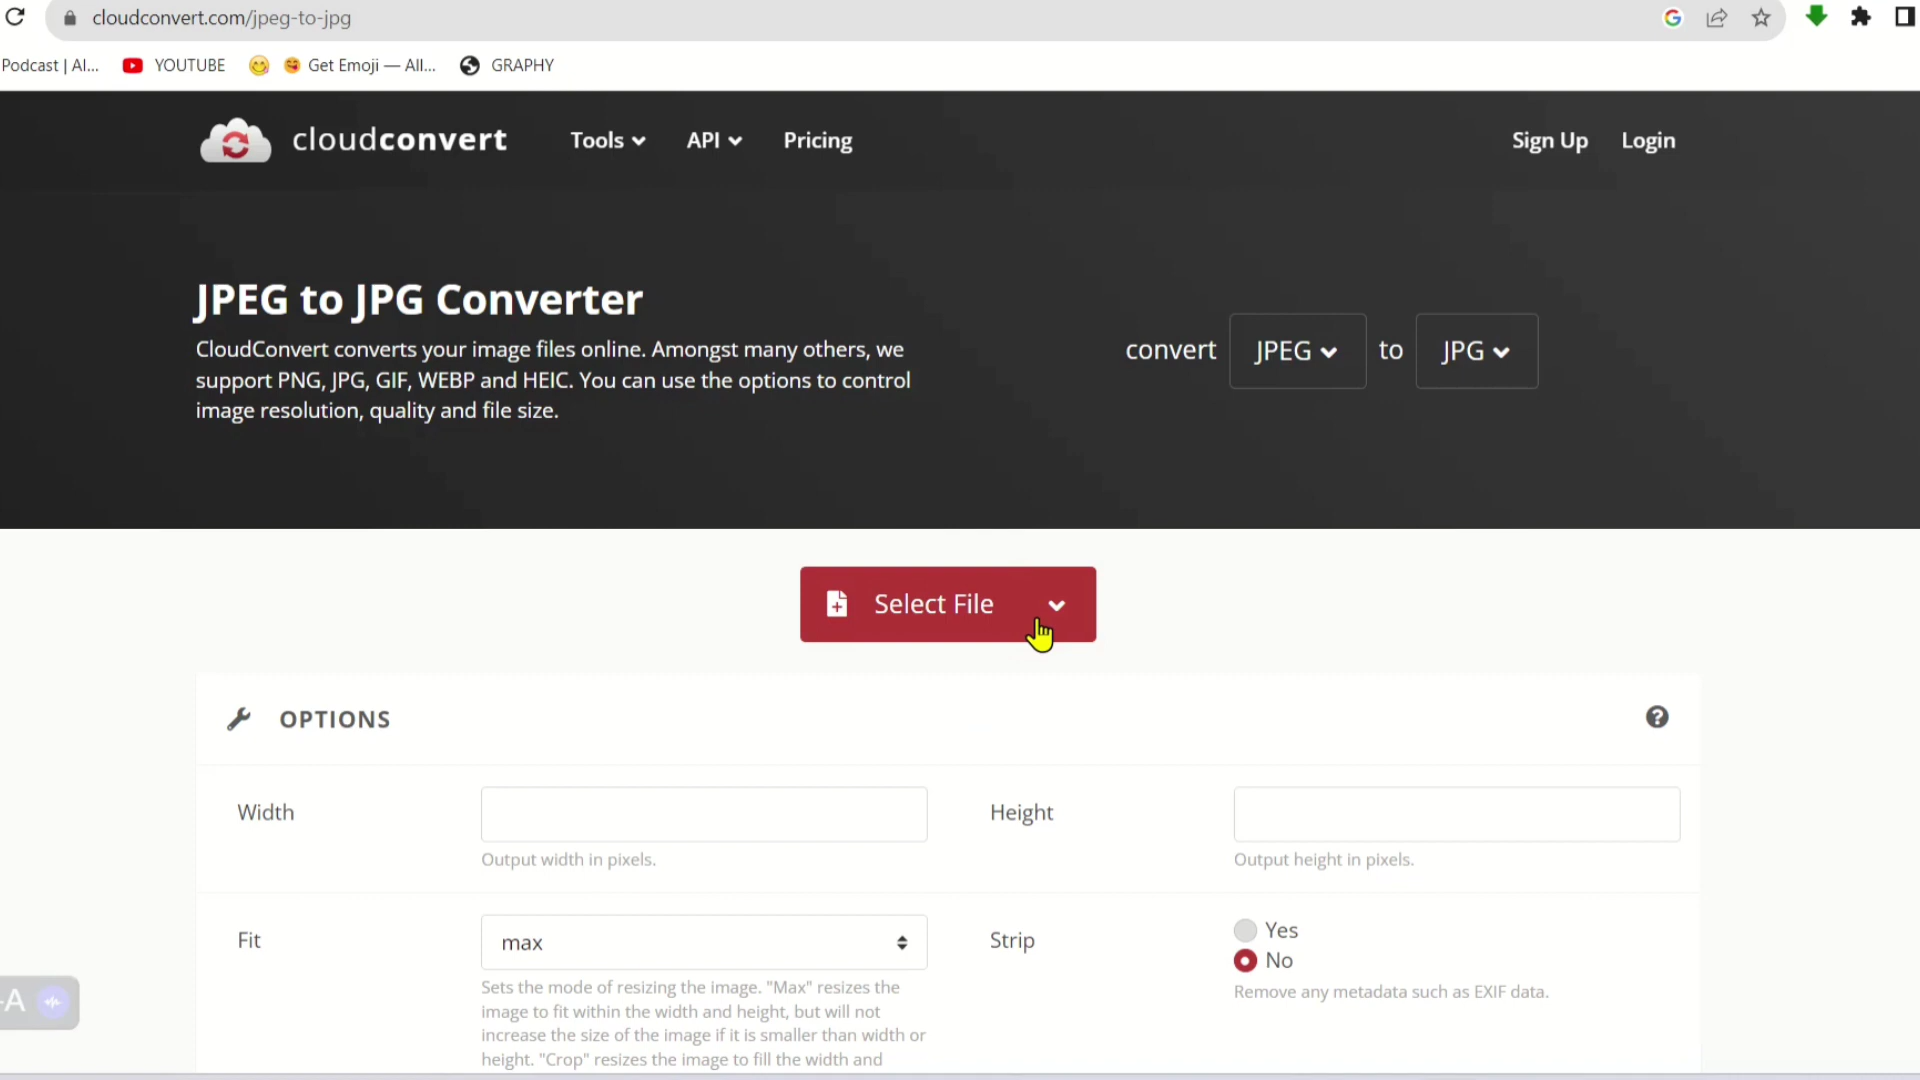 cloudconvert.com/jpeg-to-jpg
Podcast | AI... YOUTUBE Get Emoji — All... GRAPHY
cloudconvert Tools API Pricing Sign Up Login
JPEG to JPG Converter
CloudConvert converts your image files online. Amongst many others, we
support PNG, JPG, GIF, WEBP and HEIC. You can use the options to control
image resolution, quality and file size.
convert JPEG to JPG
Select File
OPTIONS
Width
Output width in pixels.
Height
Output height in pixels.
Fit
max
Sets the mode of resizing the image. "Max" resizes the
image to fit within the width and height, but will not
increase the size of the image if it is smaller than width or
height. "Crop" resizes the image to fill the width and
Strip
Yes
No
Remove any metadata such as EXIF data.
-A